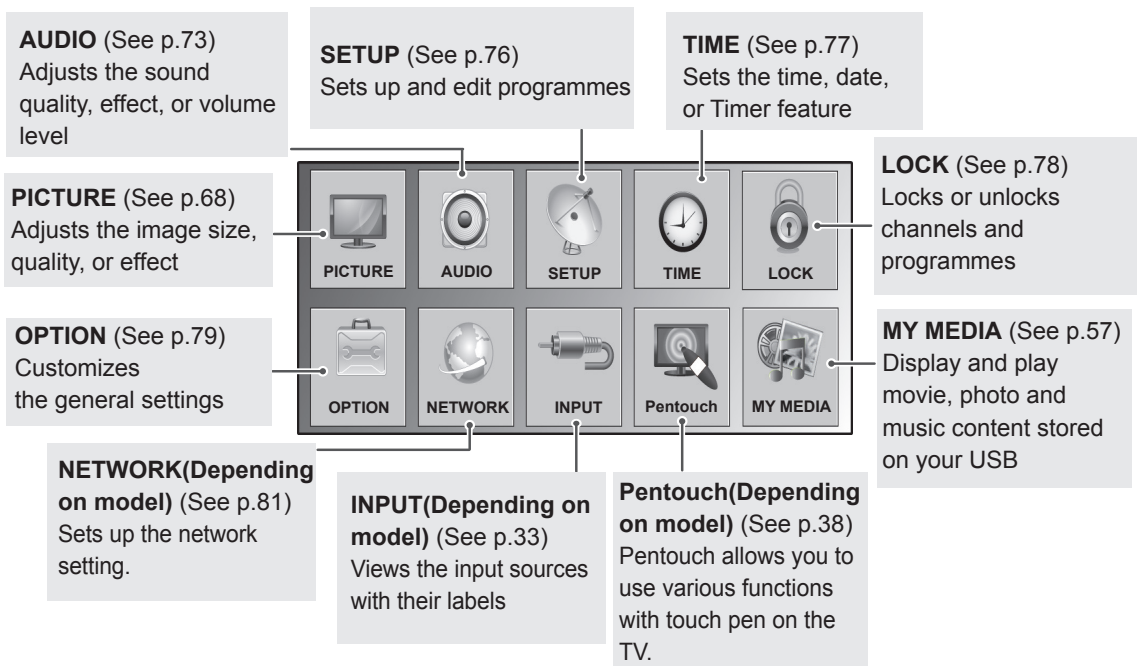 AUDIO (See p.73)
Adjusts the sound
quality, effect, or volume
level
SETUP (See p.76)
Sets up and edit programmes
TIME (See p.77)
Sets the time, date,
or Timer feature
PICTURE (See p.68)
Adjusts the image size,
quality, or effect
LOCK (See p.78)
Locks or unlocks
channels and
programmes
PICTURE
AUDIO
SETUP
TIME
LOCK
OPTION
NETWORK
INPUT
Pentouch
MY MEDIA
OPTION (See p.79)
Customizes
the general settings
MY MEDIA (See p.57)
Display and play
movie, photo and
music content stored
on your USB
NETWORK(Depending
on model) (See p.81)
Sets up the network
setting.
INPUT(Depending on
model) (See p.33)
Views the input sources
with their labels
Pentouch(Depending
on model) (See p.38)
Pentouch allows you to
use various functions
with touch pen on the
TV.